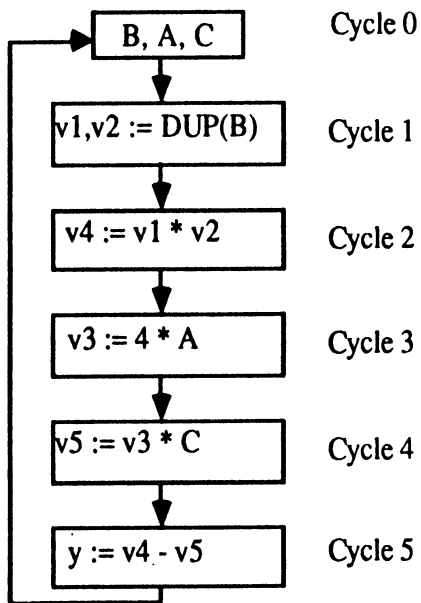 B, A, C Cycle 0
v1,v2 := DUP(B) Cycle 1
v4 := v1 * v2 Cycle 2
v3 := 4 * A Cycle 3
v5 := v3 * C Cycle 4
y := v4 - v5 Cycle 5